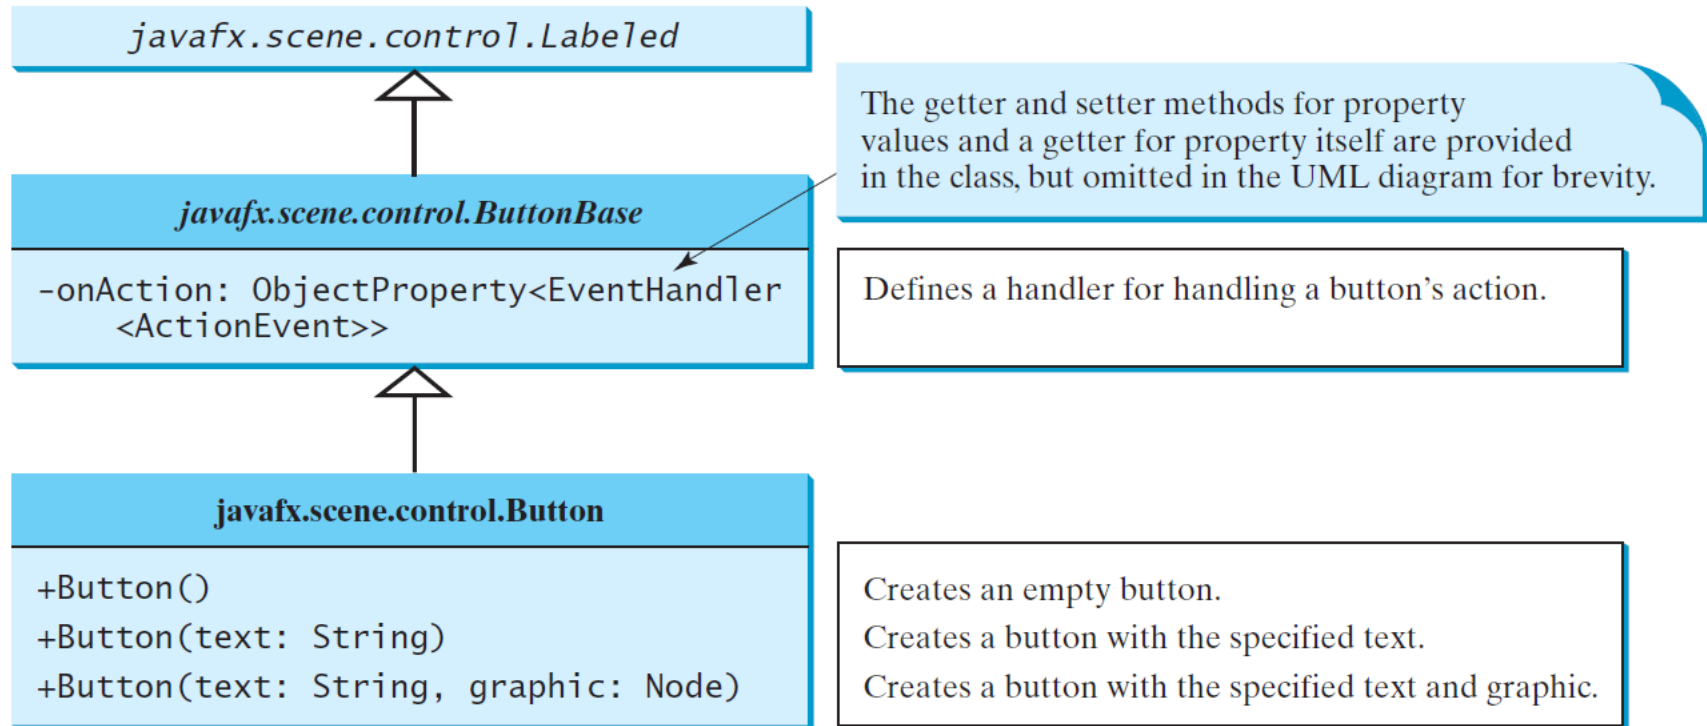 javafx.scene.control.Labeled
The getter and setter methods for property
values and a getter for property itself are provided
in the class, but omitted in the UML diagram for brevity.
javafx.scene.control.ButtonBase
-onAction: ObjectProperty<EventHandler
<ActionEvent>>
Defines a handler for handling a button’s action.
javafx.scene.control.Button
+Button()
Creates an empty button.
+Button(text: String)
Creates a button with the specified text.
+Button(text: String, graphic: Node)
Creates a button with the specified text and graphic.